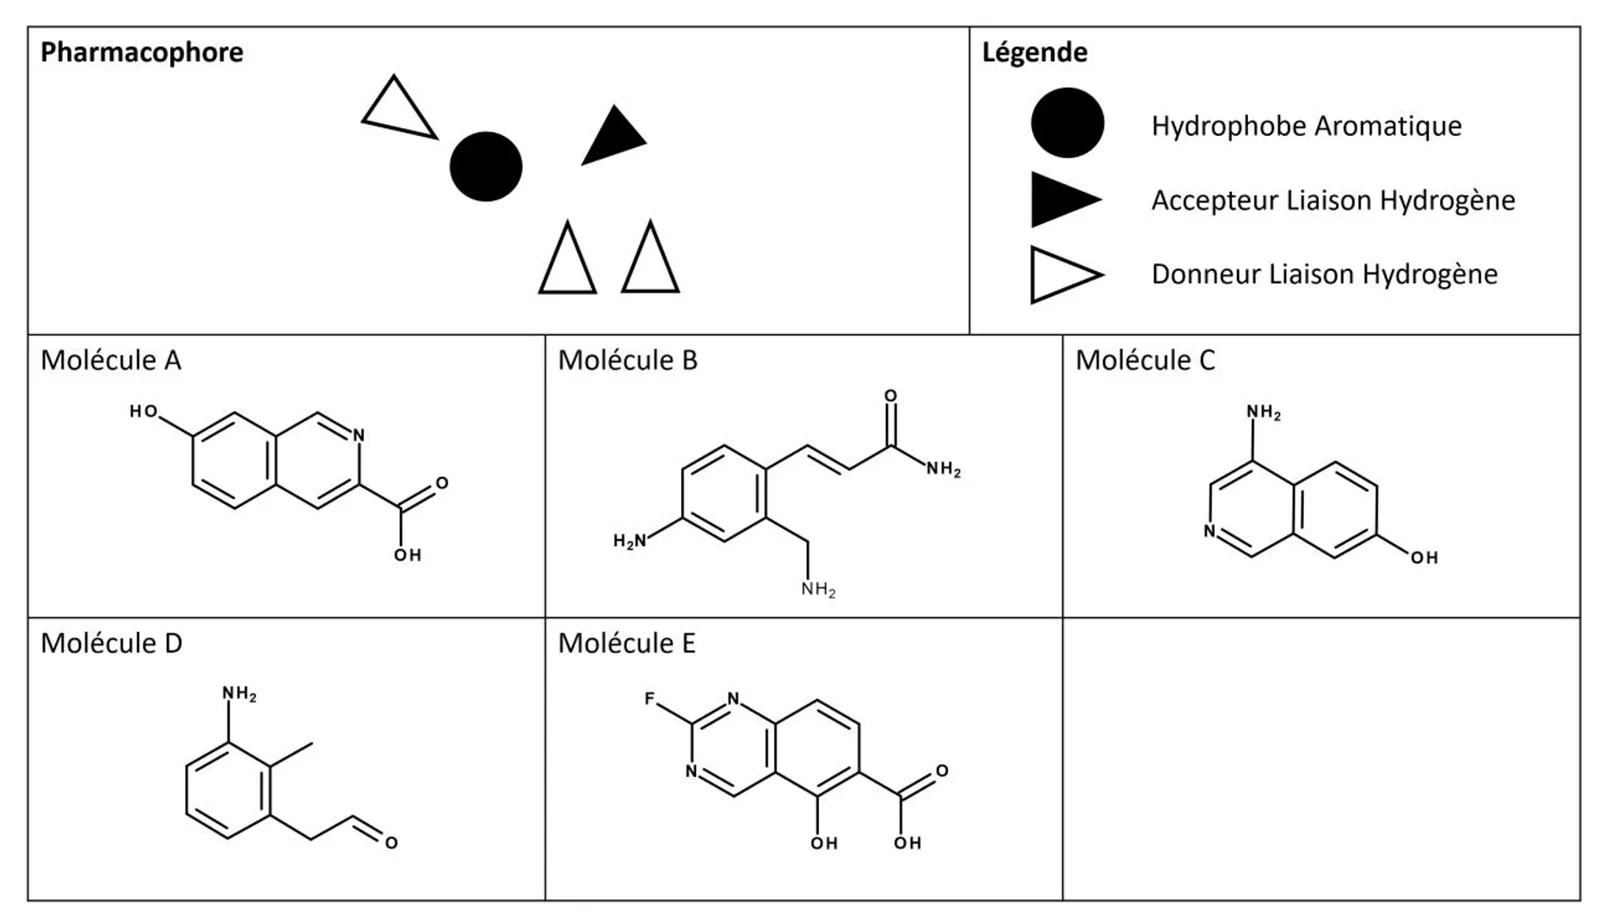 Pharmacophore
Légende
Hydrophobe Aromatique
Accepteur Liaison Hydrogène
Donneur Liaison Hydrogène
Molécule A
HO
N
O
OH
Molécule B
O
NH2
H2N
NH2
Molécule C
NH2
N
OH
Molécule D
NH2
O
Molécule E
F
N
N
O
OH
OH